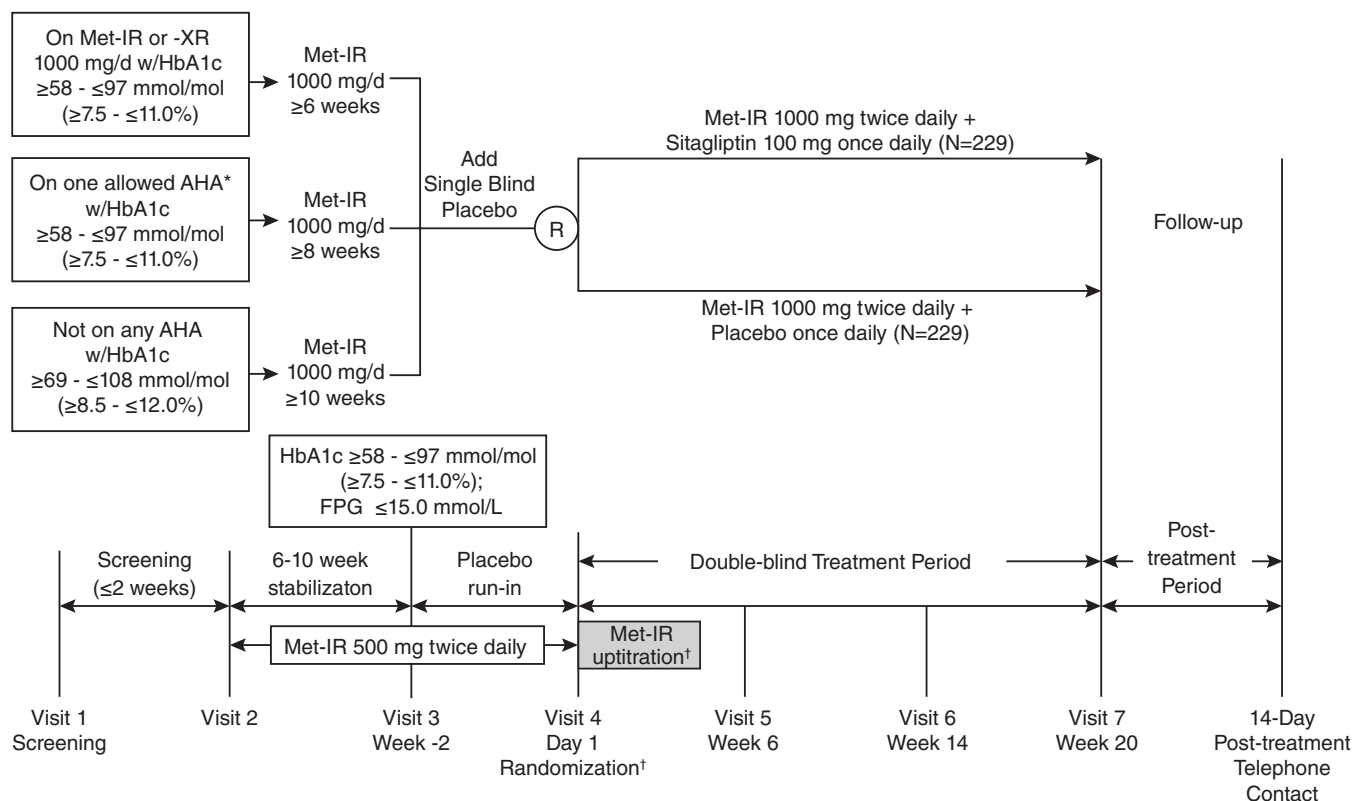 On Met-IR or -XR
1000 mg/d w/HbA1c
≥58 - ≤97 mmol/mol
(≥7.5 - ≤11.0%)
Met-IR
1000 mg/d
≥6 weeks
On one allowed AHA*
w/HbA1c
≥58 - ≤97 mmol/mol
(≥7.5 - ≤11.0%)
Met-IR
1000 mg/d
≥8 weeks
Not on any AHA
w/HbA1c
≥69 - ≤108 mmol/mol
(≥8.5 - ≤12.0%)
Met-IR
1000 mg/d
≥10 weeks
Add
Single Blind
Placebo
R
Met-IR 1000 mg twice daily +
Sitagliptin 100 mg once daily (N=229)
Met-IR 1000 mg twice daily +
Placebo once daily (N=229)
Follow-up
HbA1c ≥58 - ≤97 mmol/mol
(≥7.5 - ≤11.0%);
FPG ≤15.0 mmol/L
Screening
(≤2 weeks)
6-10 week
stabilizaton
Placebo
run-in
Double-blind Treatment Period
Post-
treatment
Period
Met-IR 500 mg twice daily
Met-IR
uptitration†
Visit 1
Screening
Visit 2
Visit 3
Week -2
Visit 4
Day 1
Randomization†
Visit 5
Week 6
Visit 6
Week 14
Visit 7
Week 20
14-Day
Post-treatment
Telephone
Contact